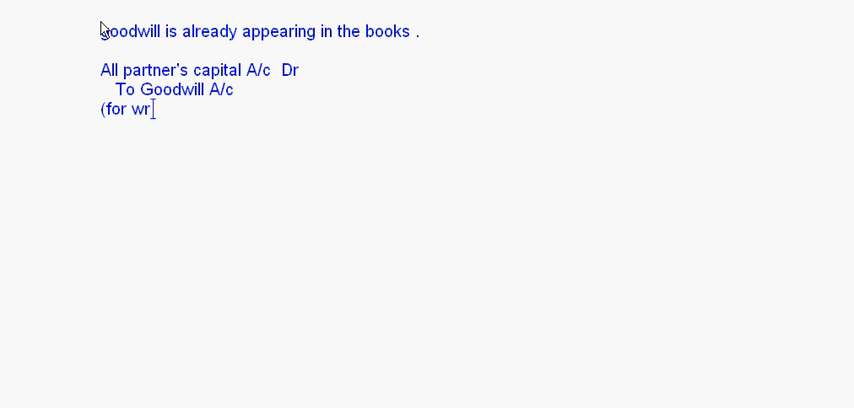 goodwill is already appearing in the books .
All partner's capital A/c Dr
To Goodwill A/c
(for wr